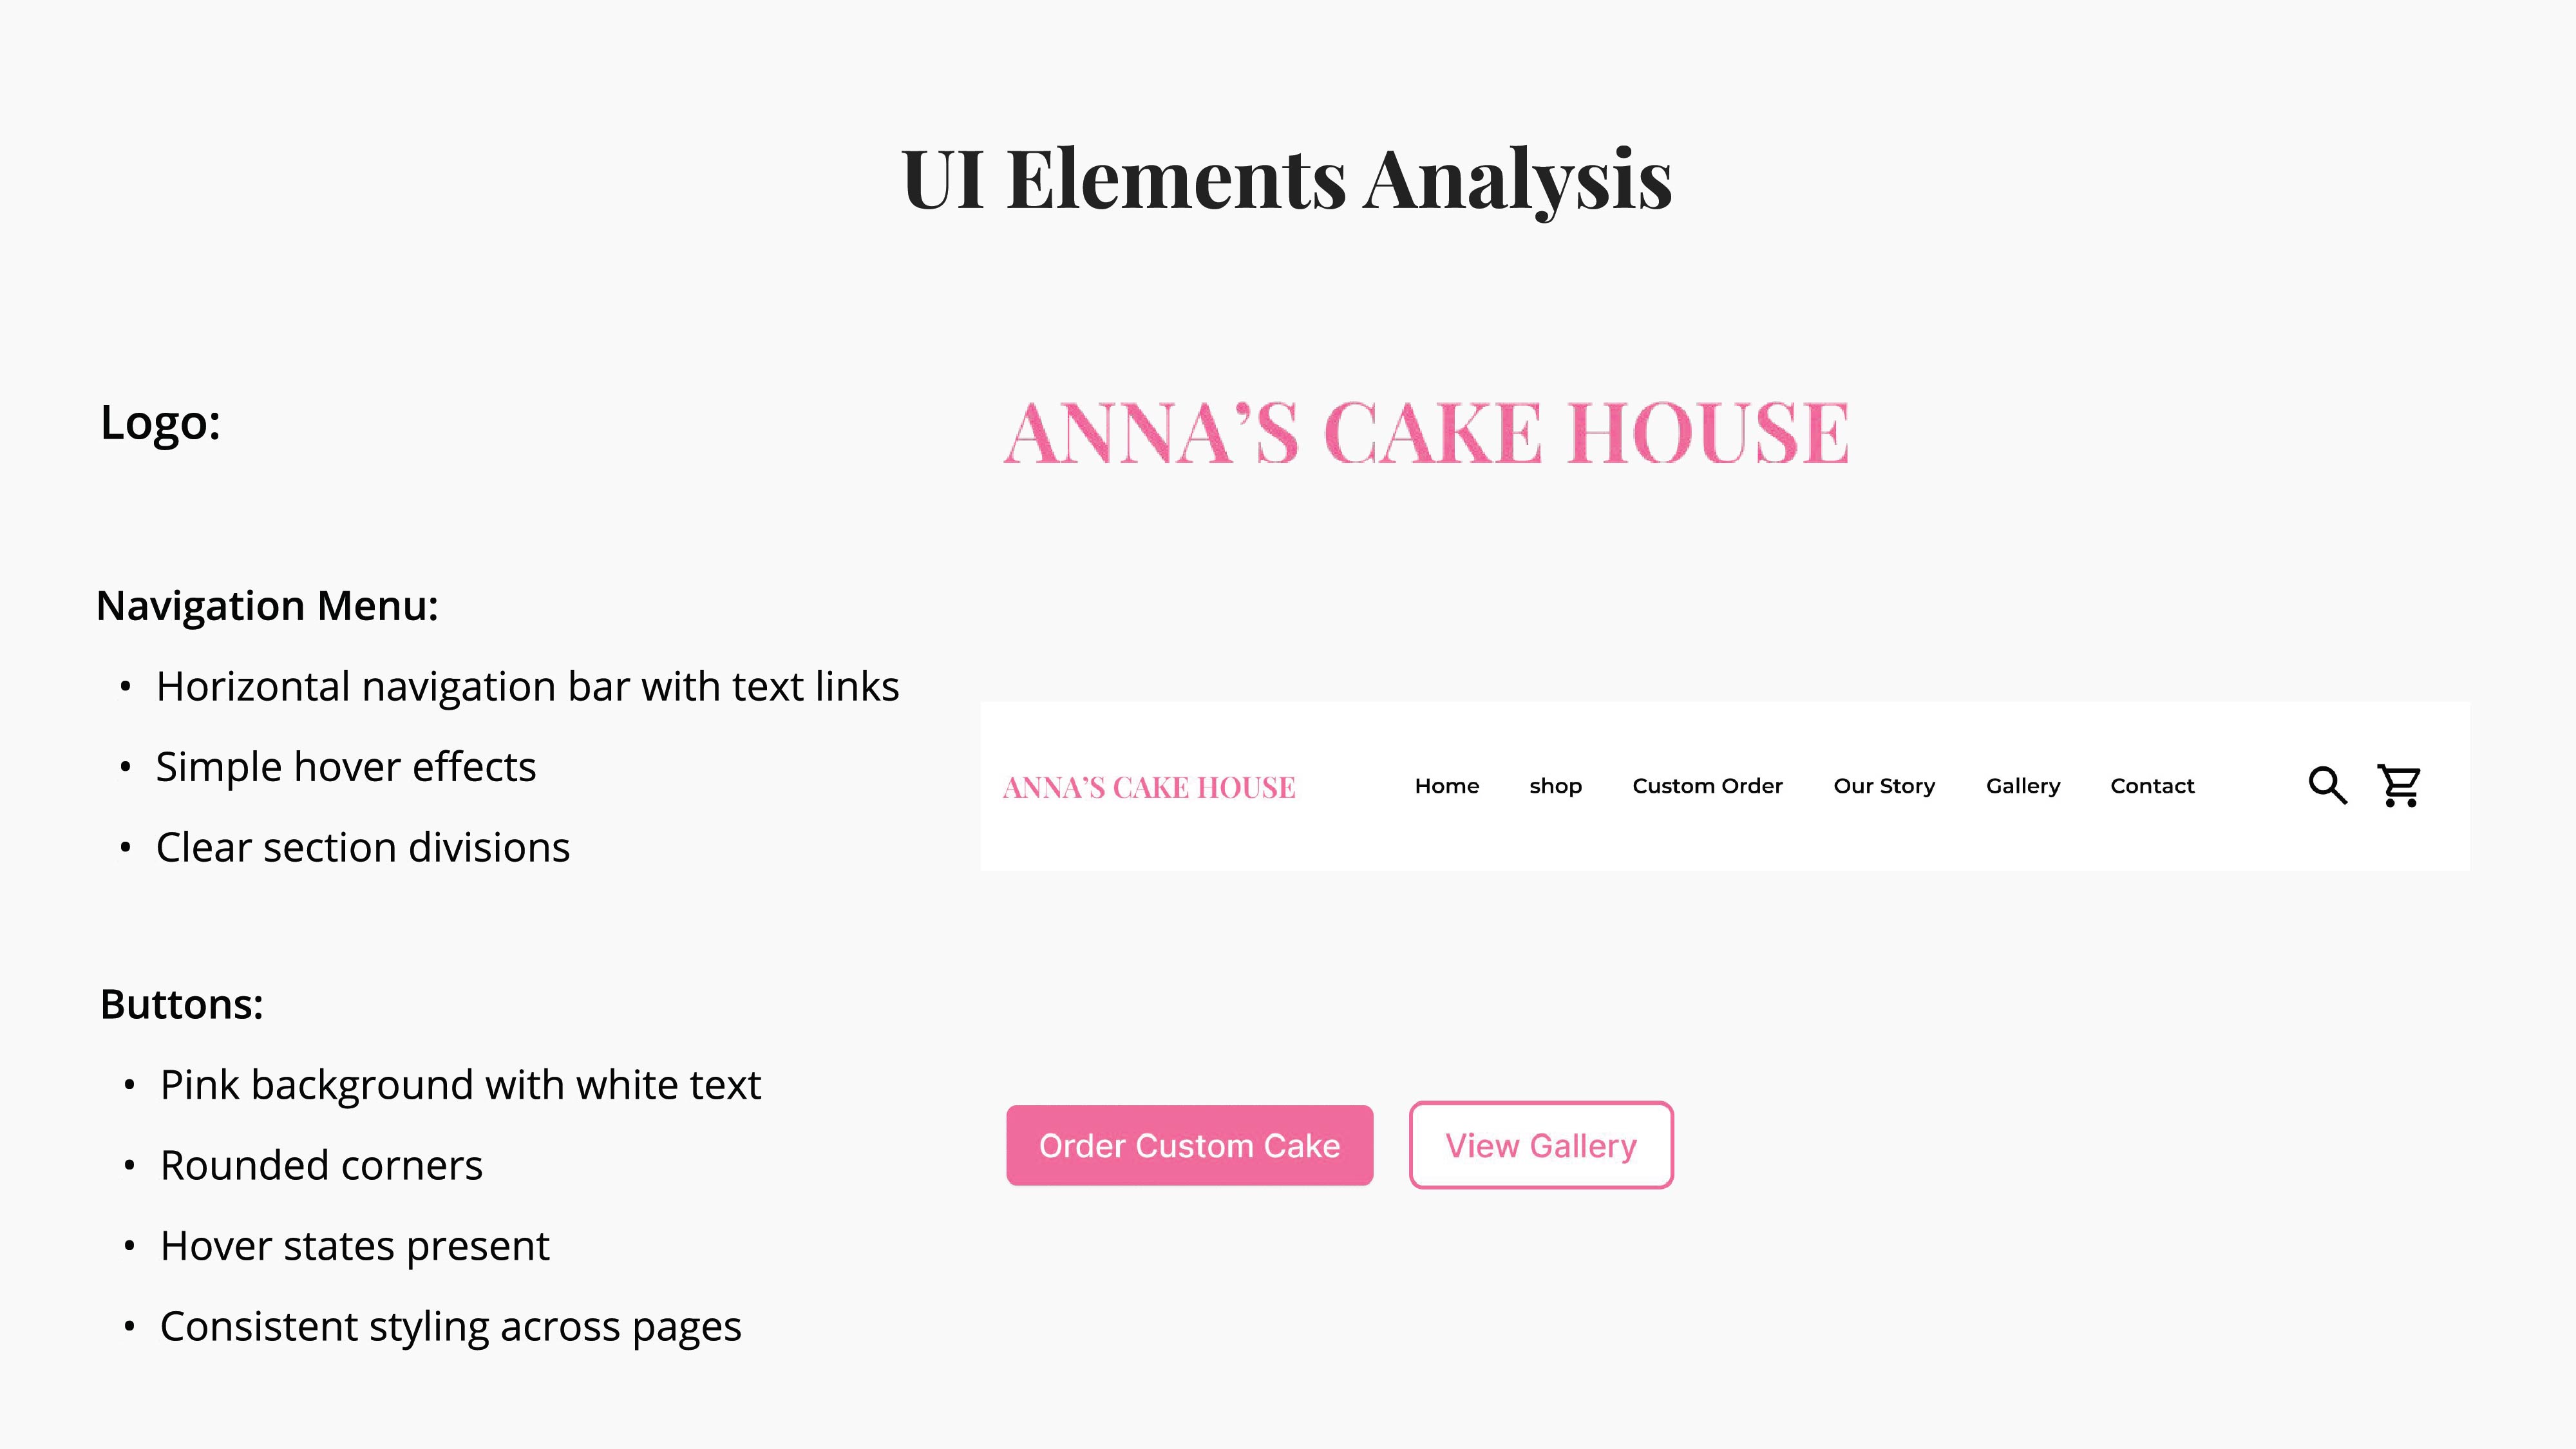 UI Elements Analysis
Logo:
ANNA’S CAKE HOUSE
Navigation Menu:
• Horizontal navigation bar with text links
• Simple hover effects
• Clear section divisions
ANNA’S CAKE HOUSE Home shop Custom Order Our Story Gallery Contact
Buttons:
• Pink background with white text
• Rounded corners
• Hover states present
• Consistent styling across pages
Order Custom Cake View Gallery